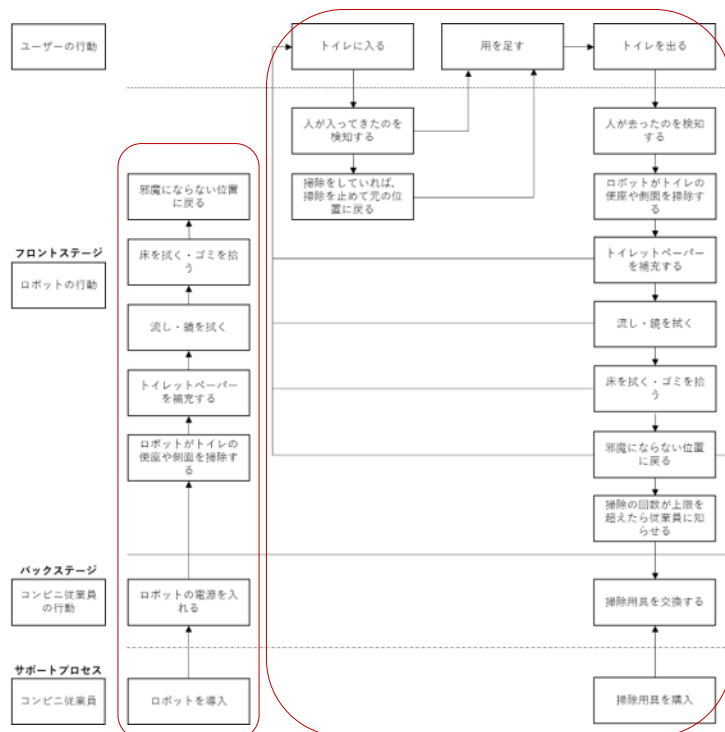 ユーザーの行動
トイレに入る
用を足す
トイレを出る
人が入ってきたのを
検知する
人が去ったのを検知
する
掃除をしていれば，
掃除を止めて元の位
置に戻る
ロボットがトイレの
便座や側面を掃除す
る
邪魔にならない位置
に戻る
フロントステージ
ロボットの行動
床を拭く・ゴミを拾
う
トイレットペーパー
を補充する
流し・鏡を拭く
流し・鏡を拭く
トイレットペーパー
を補充する
床を拭く・ゴミを拾
う
ロボットがトイレの
便座や側面を掃除す
る
邪魔にならない位置
に戻る
掃除の回数が上限を
超えたら従業員に知
らせる
バックステージ
コンビニ従業員
の行動
ロボットの電源を入
れる
掃除用具を交換する
サポートプロセス
コンビニ従業員
ロボットを導入
掃除用具を購入